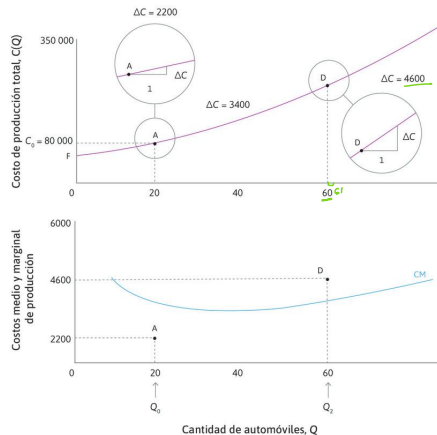 ΔC = 2200
350 000
Costo de producción total, C(Q)
A
ΔC
1
D
ΔC = 4600
ΔC = 3400
C₀ = 80 000
A
ΔC
D
1
F
0
20
40
60
61
6000
Costos medio y marginal
de producción
4600
D
CM
2200
A
0
20
40
60
Q₀
Q₂
Cantidad de automóviles, Q